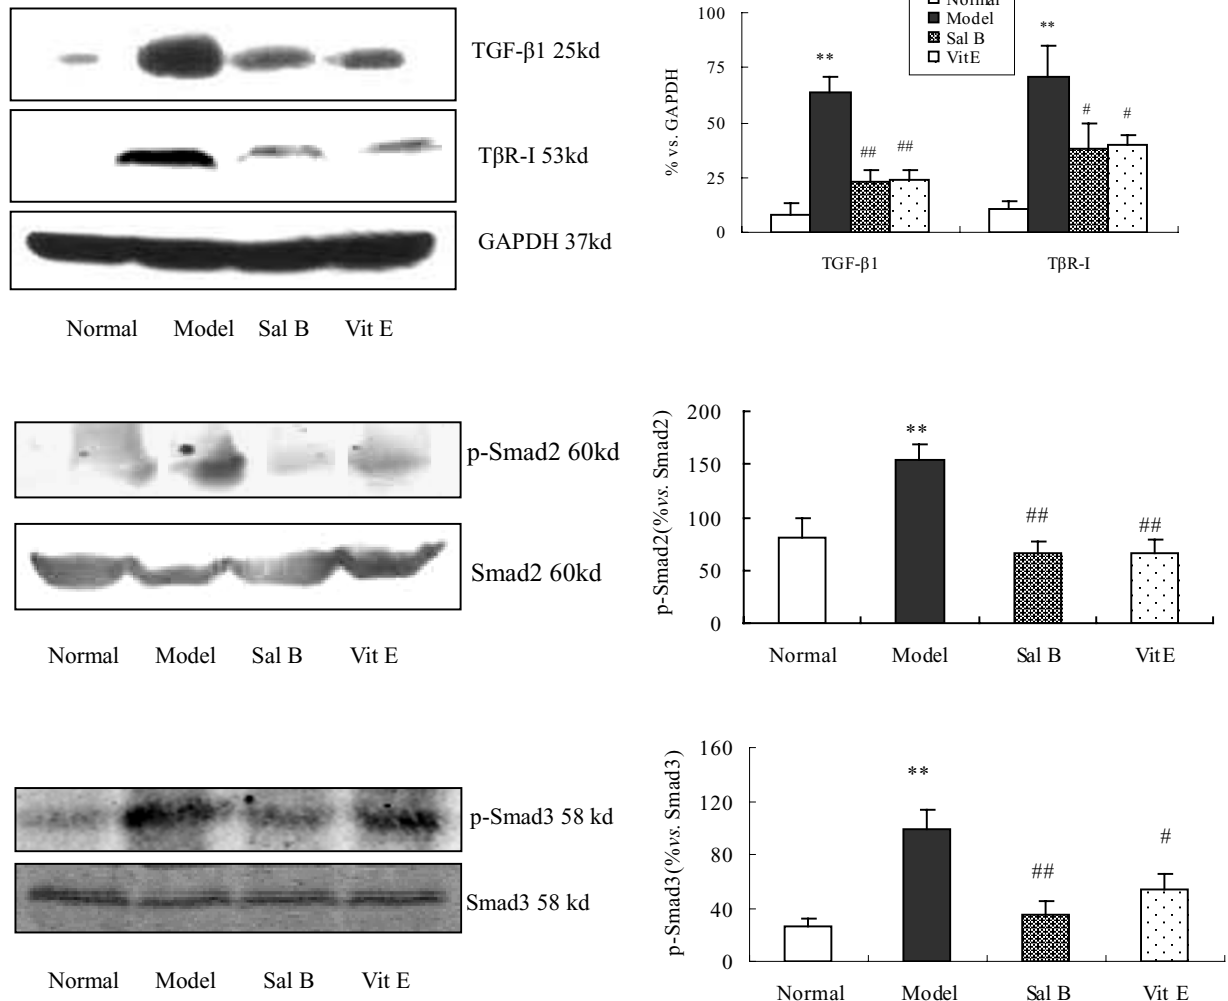 TGF-β1 25kd
TβR-I 53kd
GAPDH 37kd
Normal Model Sal B Vit E
100
75
50
25
0
% vs. GAPDH
Normal
Model
Sal B
VitE
**
##
##
**
#
#
TGF-β1
TβR-I
p-Smad2 60kd
Smad2 60kd
Normal Model Sal B Vit E
200
150
100
50
0
p-Smad2(%vs. Smad2)
**
##
##
Normal Model Sal B VitE
p-Smad3 58 kd
Smad3 58 kd
Normal Model Sal B Vit E
160
120
80
40
0
p-Smad3(%vs. Smad3)
**
##
#
Normal Model Sal B Vit E